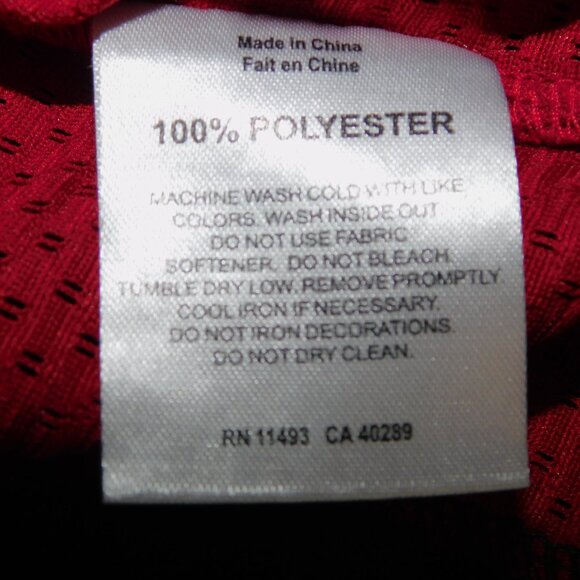 Made in China
Fait en Chine
100% POLYESTER
MACHINE WASH COLD WITH LIKE
COLORS. WASH INSIDE OUT
DO NOT USE FABRIC
SOFTENER. DO NOT BLEACH.
TUMBLE DRY LOW. REMOVE PROMPTLY.
COOL IRON IF NECESSARY.
DO NOT IRON DECORATIONS.
DO NOT DRY CLEAN.
RN 11493 CA 40289